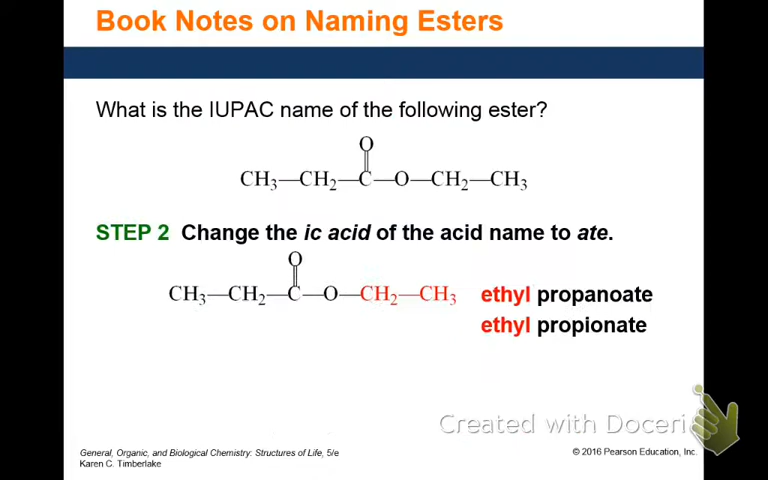 Book Notes on Naming Esters
What is the IUPAC name of the following ester?
O
CH3—CH2—C—O—CH2—CH3
STEP 2 Change the ic acid of the acid name to ate.
O
CH3—CH2—C—O—CH2—CH3 ethyl propanoate
ethyl propionate
Created with Doceri
General, Organic, and Biological Chemistry: Structures of Life, 5/e
Karen C. Timberlake
© 2016 Pearson Education, Inc.